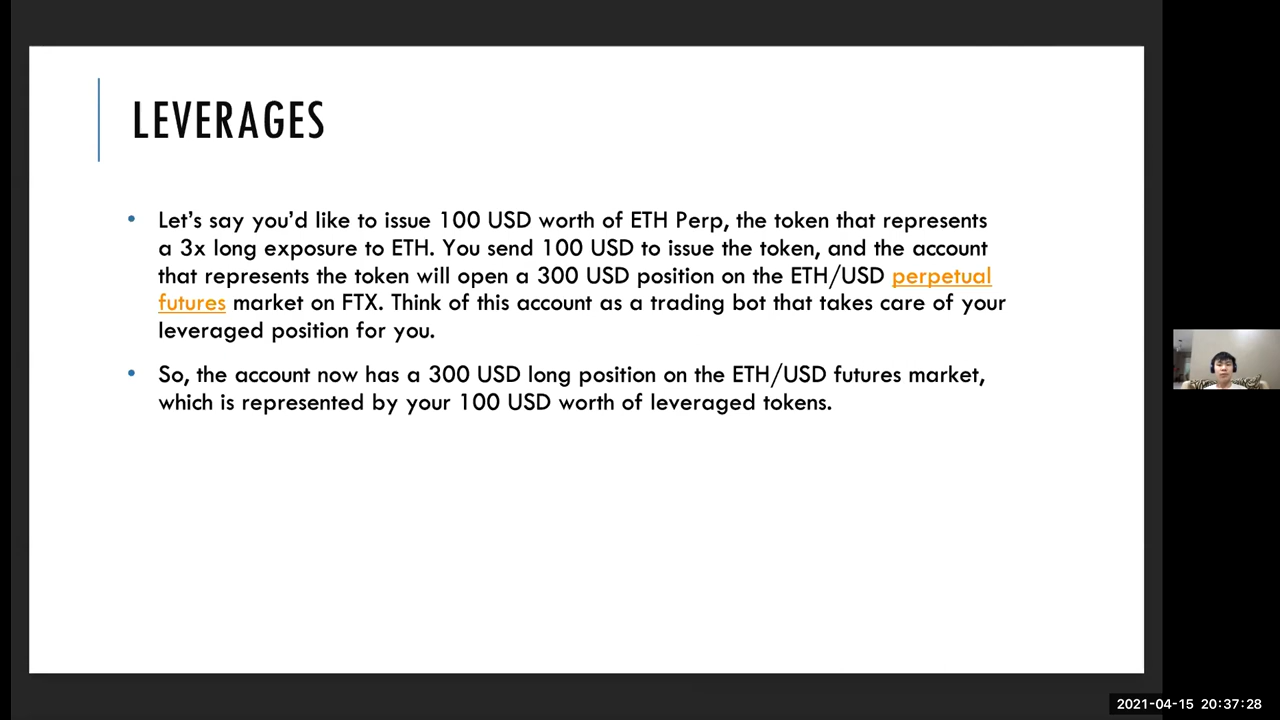 LEVERAGES
• Let’s say you’d like to issue 100 USD worth of ETH Perp, the token that represents
a 3x long exposure to ETH. You send 100 USD to issue the token, and the account
that represents the token will open a 300 USD position on the ETH/USD perpetual
futures market on FTX. Think of this account as a trading bot that takes care of your
leveraged position for you.
• So, the account now has a 300 USD long position on the ETH/USD futures market,
which is represented by your 100 USD worth of leveraged tokens.
2021-04-15 20:37:28